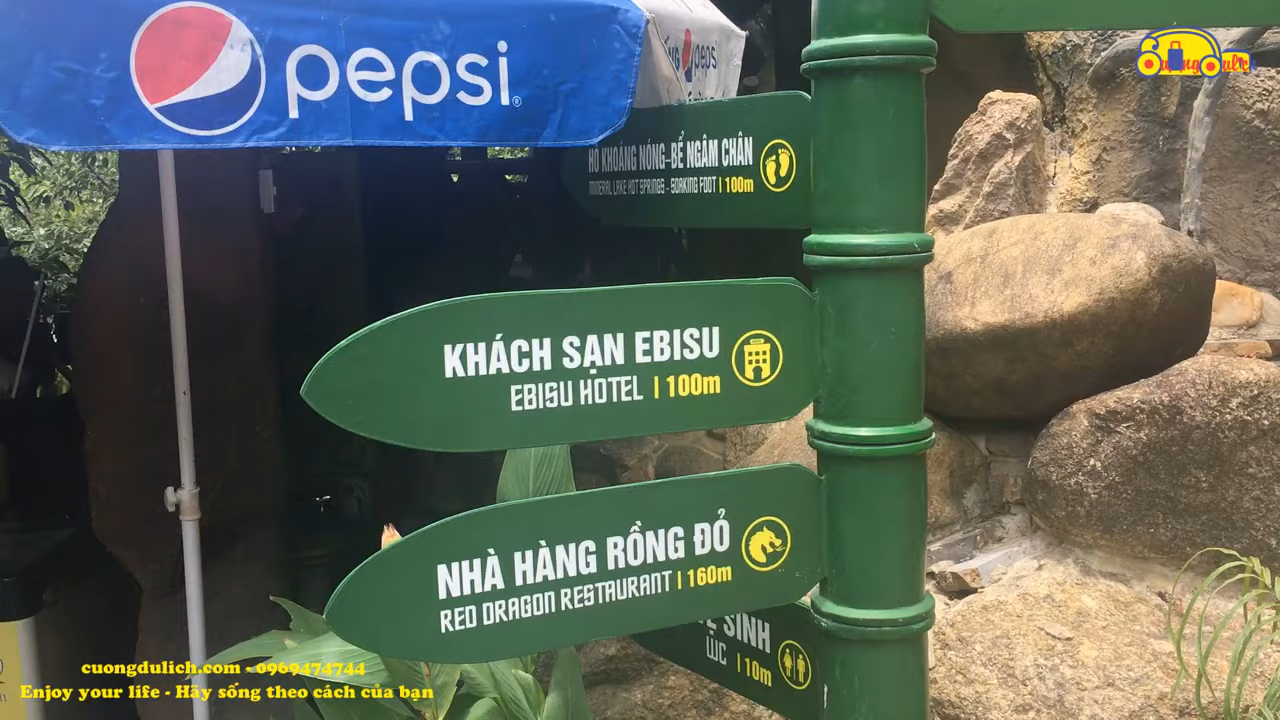 pepsi
pepsi
HỒ KHOÁNG NÓNG-BỂ NGÂM CHÂN
MINERAL LAKE HOT SPRINGS - SOAKING FOOT | 100m
KHÁCH SẠN EBISU
EBISU HOTEL | 100m
NHÀ HÀNG RỒNG ĐỎ
RED DRAGON RESTAURANT | 160m
SINH
WC | 10m
cuongdulich.com - 0969474744
Enjoy your life - Hãy sống theo cách của bạn